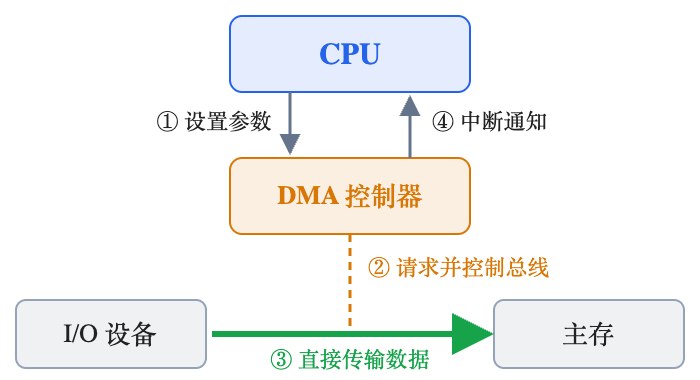 CPU
① 设置参数
④ 中断通知
DMA 控制器
② 请求并控制总线
I/O 设备
主存
③ 直接传输数据